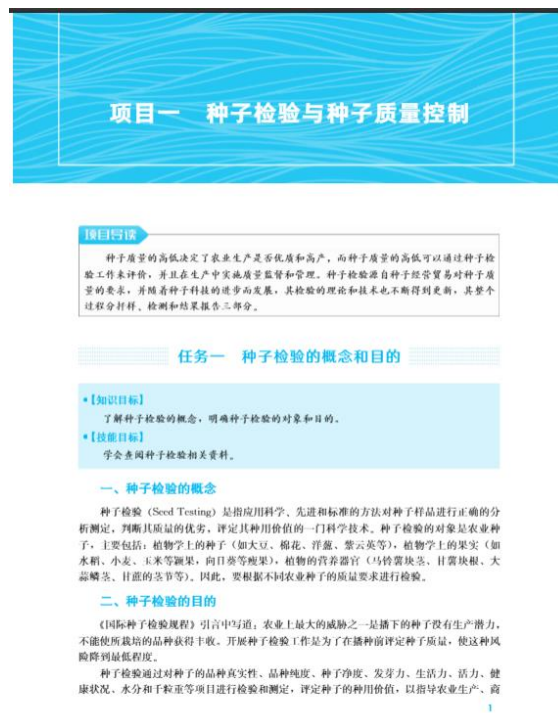 项目一 种子检验与种子质量控制
项目导读
种子质量的高低决定了农业生产是否优质和高产，而种子质量的高低可以通过种子检
验工作来评价，并且在生产中实施质量监督和管理。种子检验源自种子经营贸易对种子质
量的要求，并随着种子科技的进步而发展，其检验的理论和技术也不断得到更新，其整个
过程分扦样、检测和结果报告三部分。
任务一 种子检验的概念和目的
【知识目标】
了解种子检验的概念，明确种子检验的对象和目的。
【技能目标】
学会查阅种子检验相关资料。
一、种子检验的概念
种子检验（Seed Testing）是指应用科学、先进和标准的方法对种子样品进行正确的分
析测定，判断其质量的优劣，评定其种用价值的一门科学技术。种子检验的对象是农业种
子，主要包括：植物学上的种子（如大豆、棉花、洋葱、紫云英等），植物学上的果实（如
水稻、小麦、玉米等颖果，向日葵等瘦果），植物的营养器官（马铃薯块茎、甘薯块根、大
蒜鳞茎、甘蔗的茎节等）。因此，要根据不同农业种子的质量要求进行检验。
二、种子检验的目的
《国际种子检验规程》引言中写道：农业上最大的威胁之一是播下的种子没有生产潜力，
不能使所栽培的品种获得丰收。开展种子检验工作是为了在播种前评定种子质量，使这种风
险降到最低程度。
种子检验通过对种子的品种真实性、品种纯度、种子净度、发芽力、生活力、活力、健
康状况、水分和千粒重等项目进行检验和测定，评定种子的种用价值，以指导农业生产、商
1